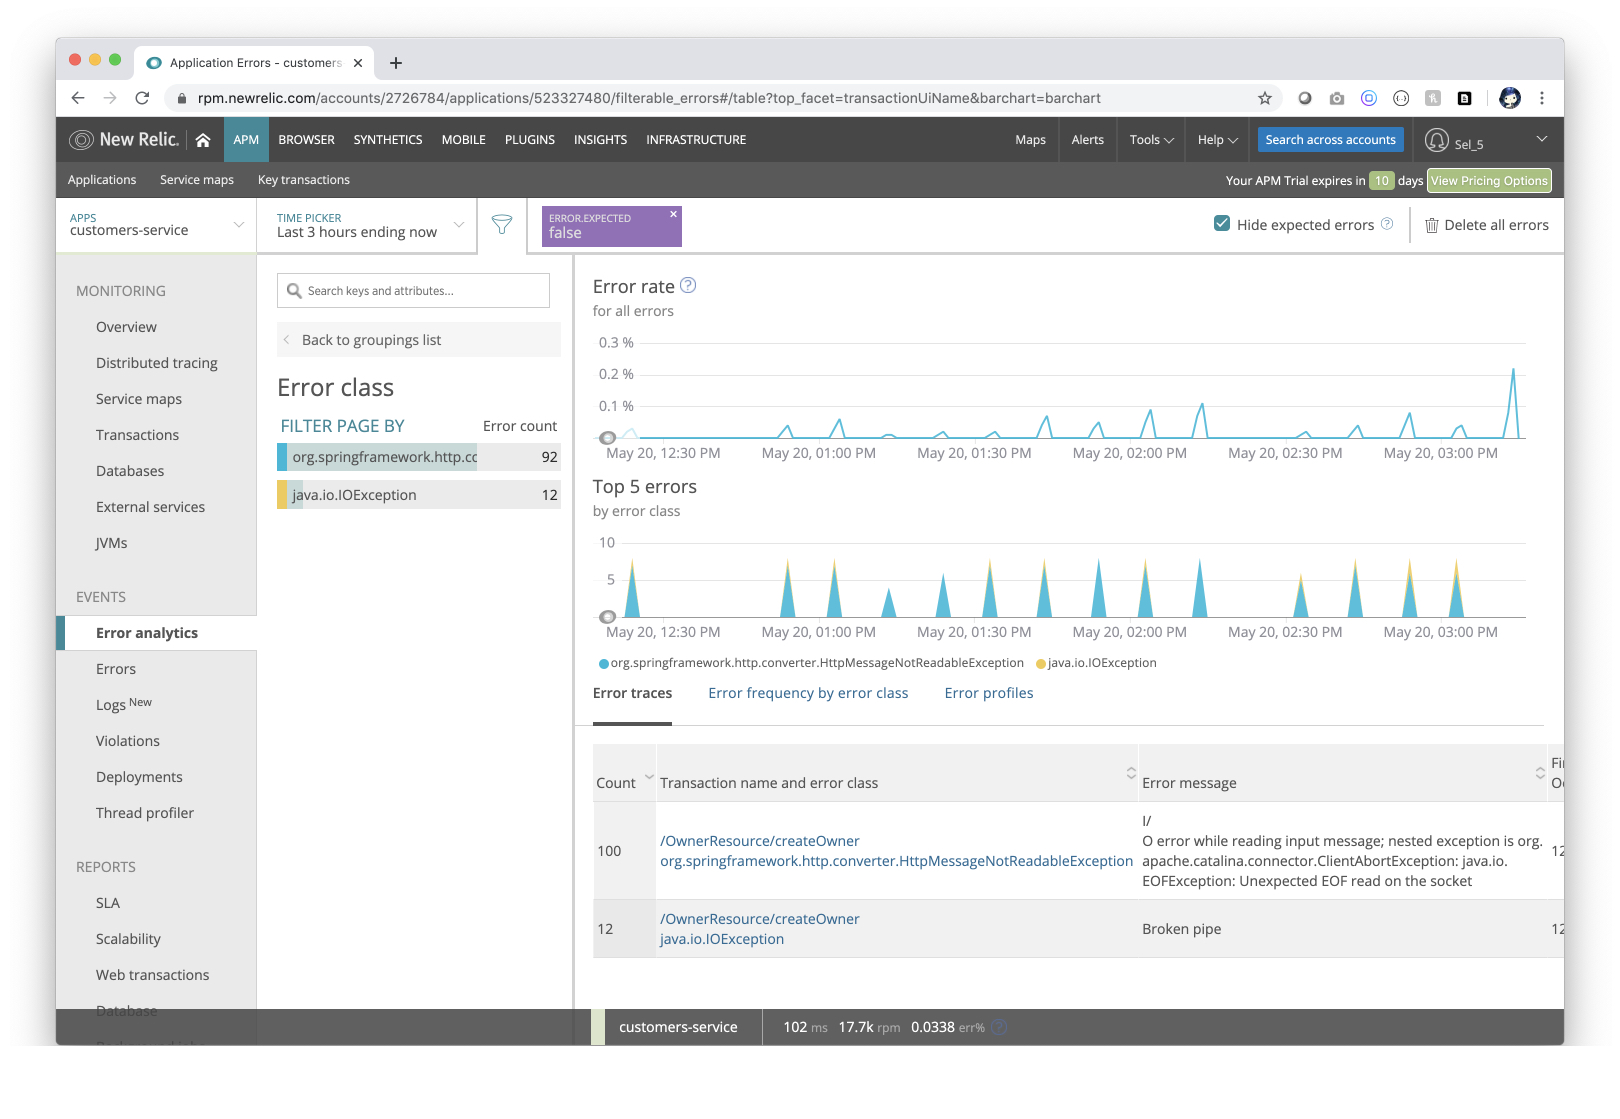 Application Errors - customers
rpm.newrelic.com/accounts/2726784/applications/523327480/filterable_errors#/table?top_facet=transactionUiName&barchart=barchart
New Relic. APM BROWSER SYNTHETICS MOBILE PLUGINS INSIGHTS INFRASTRUCTURE Maps Alerts Tools Help Search across accounts Sel_5
Applications Service maps Key transactions Your APM Trial expires in 10 days View Pricing Options
APPS
customers-service
TIME PICKER
Last 3 hours ending now
ERROR.EXPECTED
false
Hide expected errors ? Delete all errors
MONITORING
Overview
Distributed tracing
Service maps
Transactions
Databases
External services
JVMs
EVENTS
Error analytics
Errors
Logs New
Violations
Deployments
Thread profiler
REPORTS
SLA
Scalability
Web transactions
Database
Search keys and attributes...
Back to groupings list
Error class
FILTER PAGE BY Error count
org.springframework.http.cc 92
java.io.IOException 12
Error rate ?
for all errors
0.3 %
0.2 %
0.1 %
May 20, 12:30 PM May 20, 01:00 PM May 20, 01:30 PM May 20, 02:00 PM May 20, 02:30 PM May 20, 03:00 PM
Top 5 errors
by error class
10
5
May 20, 12:30 PM May 20, 01:00 PM May 20, 01:30 PM May 20, 02:00 PM May 20, 02:30 PM May 20, 03:00 PM
org.springframework.http.converter.HttpMessageNotReadableException java.io.IOException
Error traces Error frequency by error class Error profiles
Count Transaction name and error class Error message
100
/OwnerResource/createOwner
org.springframework.http.converter.HttpMessageNotReadableException
I/
O error while reading input message; nested exception is org.
apache.catalina.connector.ClientAbortException: java.io.
EOFException: Unexpected EOF read on the socket
12
12
/OwnerResource/createOwner
java.io.IOException
Broken pipe
12
customers-service 102 ms 17.7k rpm 0.0338 err% ?